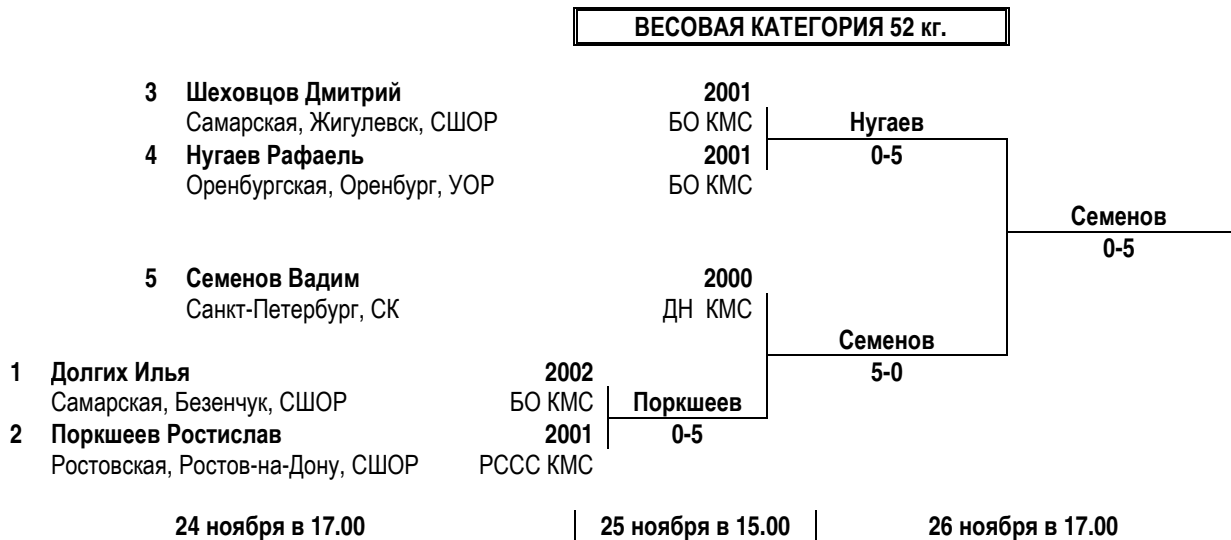 ВЕСОВАЯ КАТЕГОРИЯ 52 кг.
3 Шеховцов Дмитрий 2001
Самарская, Жигулевск, СШОР БО КМС Нугаев
4 Нугаев Рафаель 2001 0-5
Оренбургская, Оренбург, УОР БО КМС
Семенов
0-5
5 Семенов Вадим 2000
Санкт-Петербург, СК ДН КМС
Семенов
1 Долгих Илья 2002 5-0
Самарская, Безенчук, СШОР БО КМС Поркшеев
2 Поркшеев Ростислав 2001 0-5
Ростовская, Ростов-на-Дону, СШОР РССС КМС
24 ноября в 17.00 25 ноября в 15.00 26 ноября в 17.00